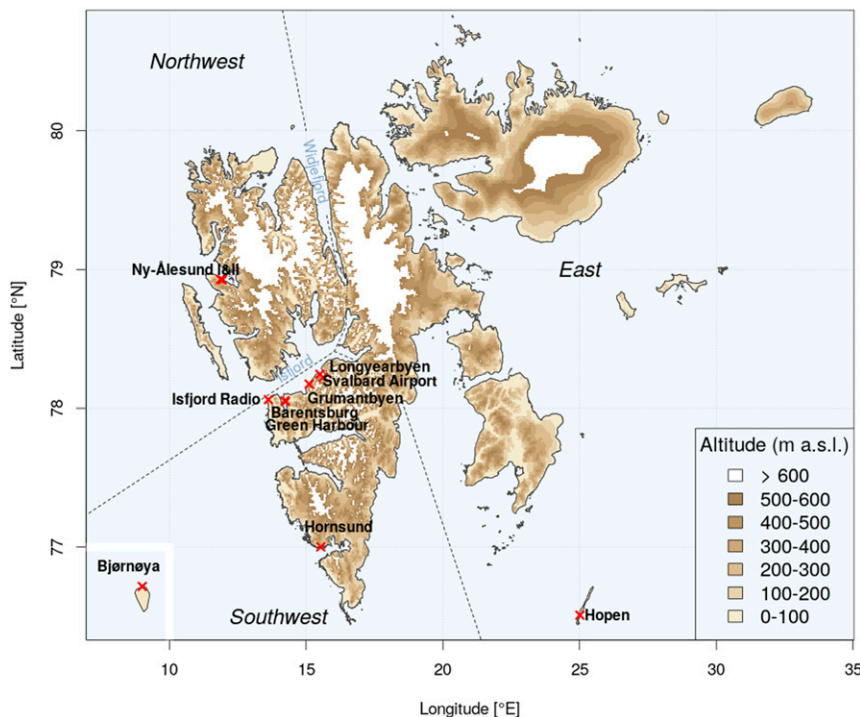 Northwest
80
Widjefjord
79
Ny-Ålesund I&II
East
Latitude [°N]
Isfjord
Longyearbyen
Svalbard Airport
Isfjord Radio
Grumantbyen
78
Barentsburg
Green Harbour
Altitude (m a.s.l.)
> 600
500-600
400-500
300-400
200-300
100-200
0-100
Hornsund
77
Bjørnøya
Southwest
Hopen
10
15
20
25
30
35
Longitude [°E]